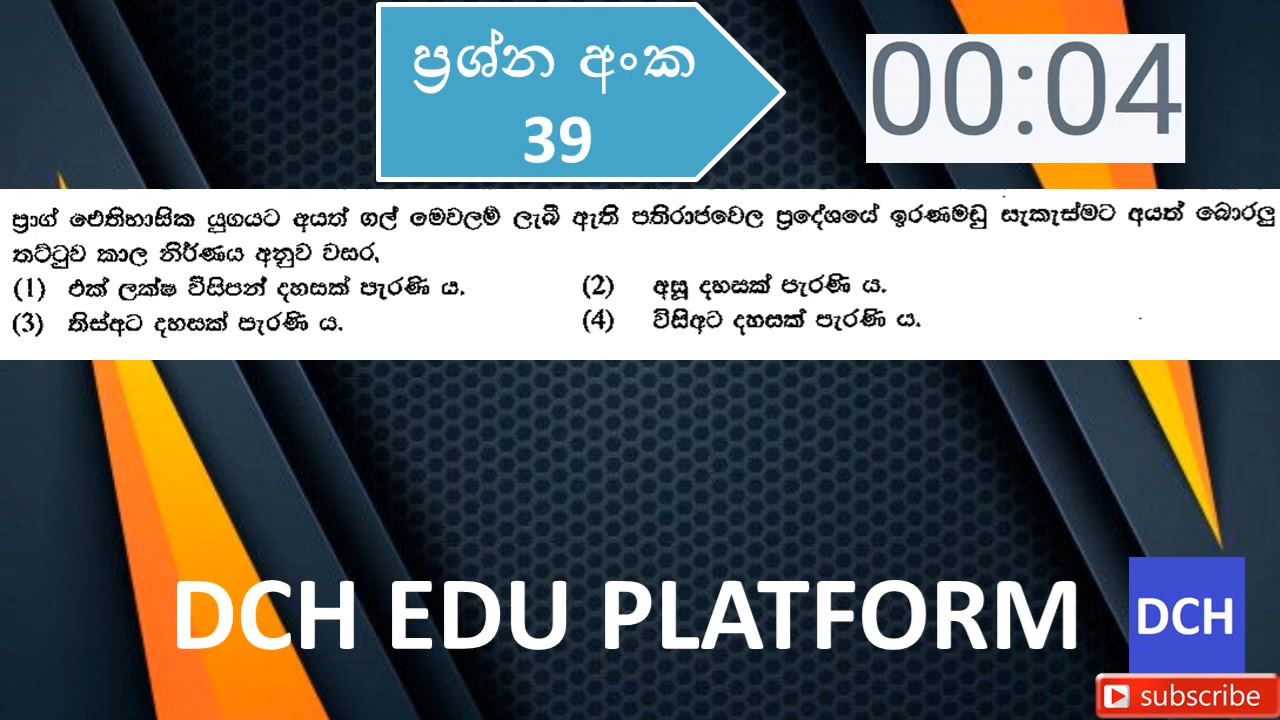 ප්‍රශ්න අංක
39
00:04
ප්‍රාග් ඓතිහාසික යුගයට අයත් ගල් මෙවලම් ලැබී ඇති පතිරාජවෙල ප්‍රදේශයේ ඉරණමඩු සැකැස්මට අයත් බොරලු
තට්ටුව කාල නිර්ණය අනුව වසර,
(1) එක් ලක්ෂ විසිපන් දහසක් පැරණි ය. (2) අසූ දහසක් පැරණි ය.
(3) තිස්අට දහසක් පැරණි ය. (4) විසිඅට දහසක් පැරණි ය.
DCH EDU PLATFORM
DCH
subscribe